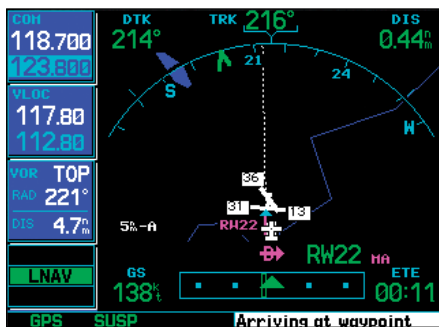 COM
118.700
123.800
VLOC
117.80
112.80
VOR TOP
RAD 221°
DIS 4.7nm
LNAV
GPS SUSP
DTK
214°
TRK 216°
DIS
0.44nm
21
24
S
W
36
31
13
RW22
5nm-A
RW22 MA
GS
138kt
ETE
00:11
Arriving at waypoint